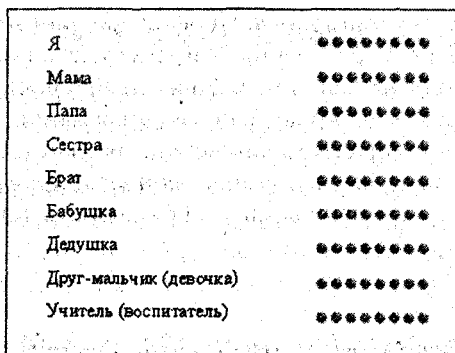 Я
Мама
Папа
Сестра
Брат
Бабушка
Дедушка
Друг-мальчик (девочка)
Учитель (воспитатель)